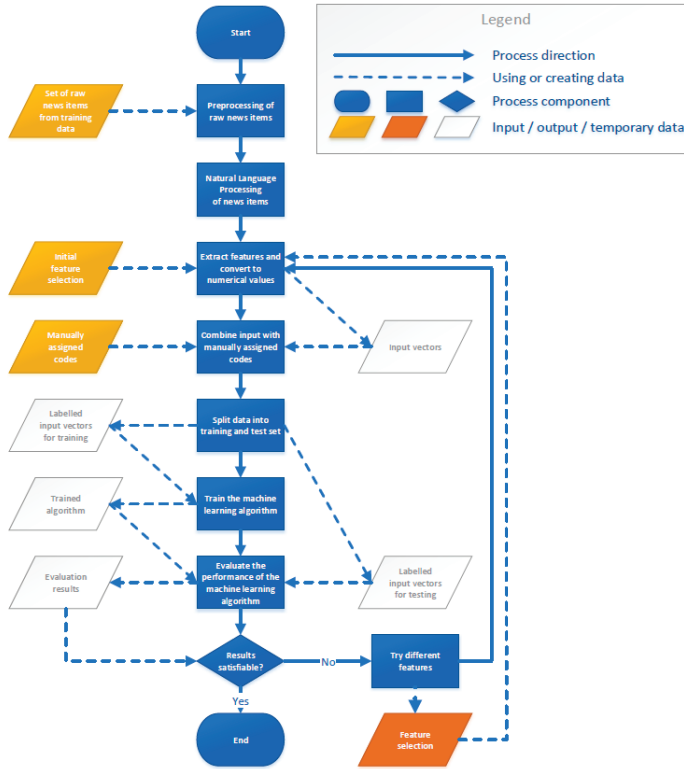 Legend
Process direction
Using or creating data
Process component
Input / output / temporary data
Start
Set of raw
news items
from training
data
Preprocessing of
raw news items
Natural Language
Processing
of news items
Initial
feature
selection
Extract features and
convert to
numerical values
Manually
assigned
codes
Combine input with
manually assigned
codes
Input vectors
Labelled
input vectors
for training
Split data into
training and test set
Trained
algorithm
Train the machine
learning algorithm
Evaluation
results
Evaluate the
performance of the
machine learning
algorithm
Labelled
input vectors
for testing
Results
satisfiable?
No
Try different
features
Yes
End
Feature
selection